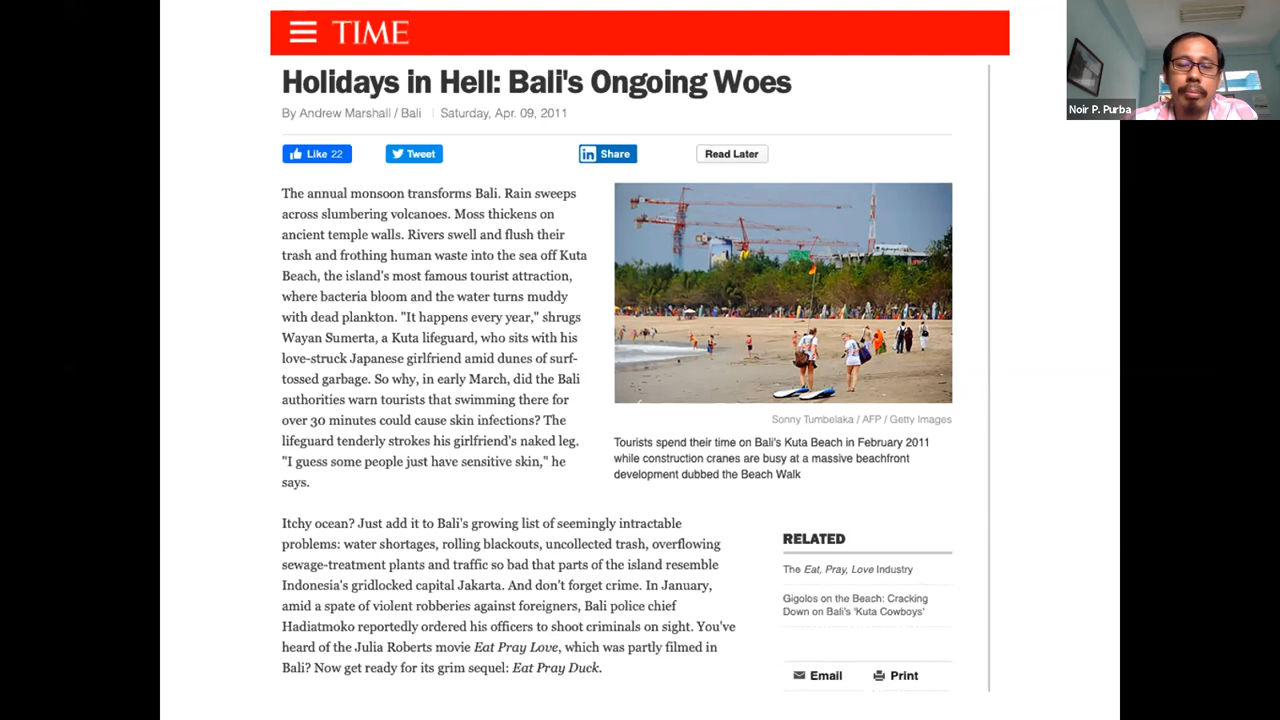 TIME
Holidays in Hell: Bali's Ongoing Woes
By Andrew Marshall / Bali | Saturday, Apr. 09, 2011
Like 22
Tweet
in Share
Read Later
The annual monsoon transforms Bali. Rain sweeps
across slumbering volcanoes. Moss thickens on
ancient temple walls. Rivers swell and flush their
trash and frothing human waste into the sea off Kuta
Beach, the island's most famous tourist attraction,
where bacteria bloom and the water turns muddy
with dead plankton. "It happens every year," shrugs
Wayan Sumerta, a Kuta lifeguard, who sits with his
love-struck Japanese girlfriend amid dunes of surf-
tossed garbage. So why, in early March, did the Bali
authorities warn tourists that swimming there for
over 30 minutes could cause skin infections? The
lifeguard tenderly strokes his girlfriend's naked leg.
"I guess some people just have sensitive skin," he
says.
Sonny Tumbelaka / AFP / Getty Images
Tourists spend their time on Bali's Kuta Beach in February 2011
while construction cranes are busy at a massive beachfront
development dubbed the Beach Walk
Itchy ocean? Just add it to Bali's growing list of seemingly intractable
problems: water shortages, rolling blackouts, uncollected trash, overflowing
sewage-treatment plants and traffic so bad that parts of the island resemble
Indonesia's gridlocked capital Jakarta. And don't forget crime. In January,
amid a spate of violent robberies against foreigners, Bali police chief
Hadiatmoko reportedly ordered his officers to shoot criminals on sight. You've
heard of the Julia Roberts movie Eat Pray Love, which was partly filmed in
Bali? Now get ready for its grim sequel: Eat Pray Duck.
RELATED
The Eat, Pray, Love Industry
Gigolos on the Beach: Cracking
Down on Bali's 'Kuta Cowboys'
Email
Print
Noir P. Purba